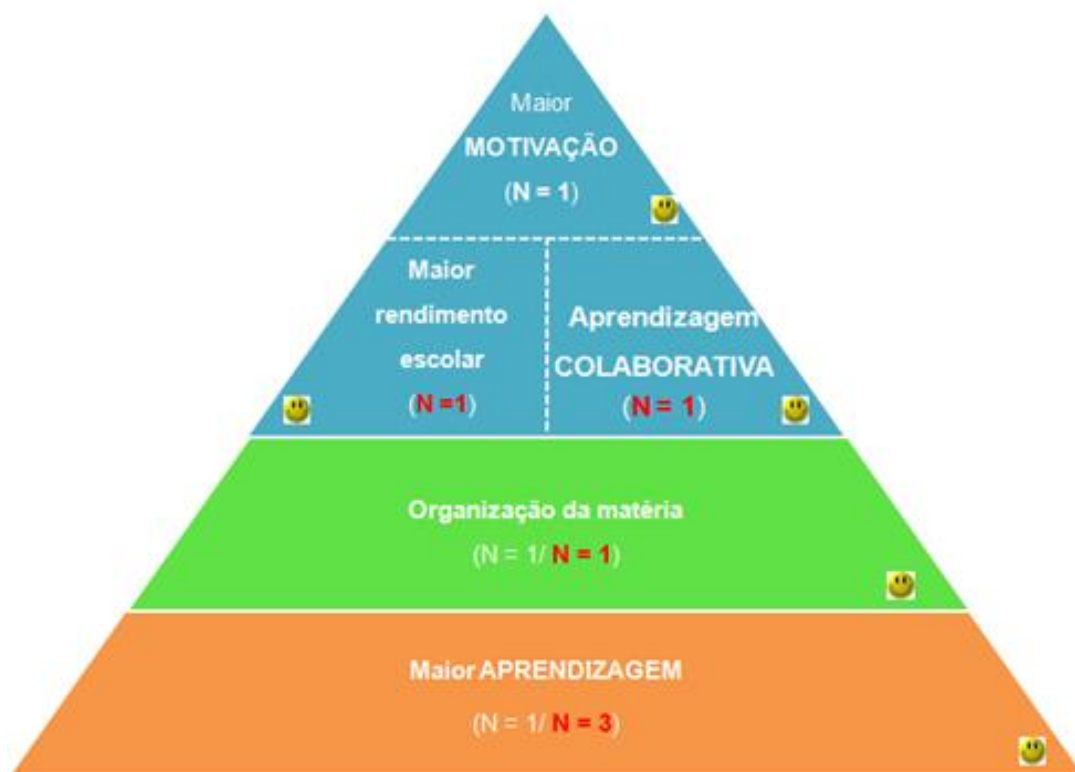 Maior
MOTIVAÇÃO
(N = 1)
Maior
rendimento
escolar
(N =1)
Aprendizagem
COLABORATIVA
(N = 1)
Organização da matéria
(N = 1/ N = 1)
Maior APRENDIZAGEM
(N = 1/ N = 3)